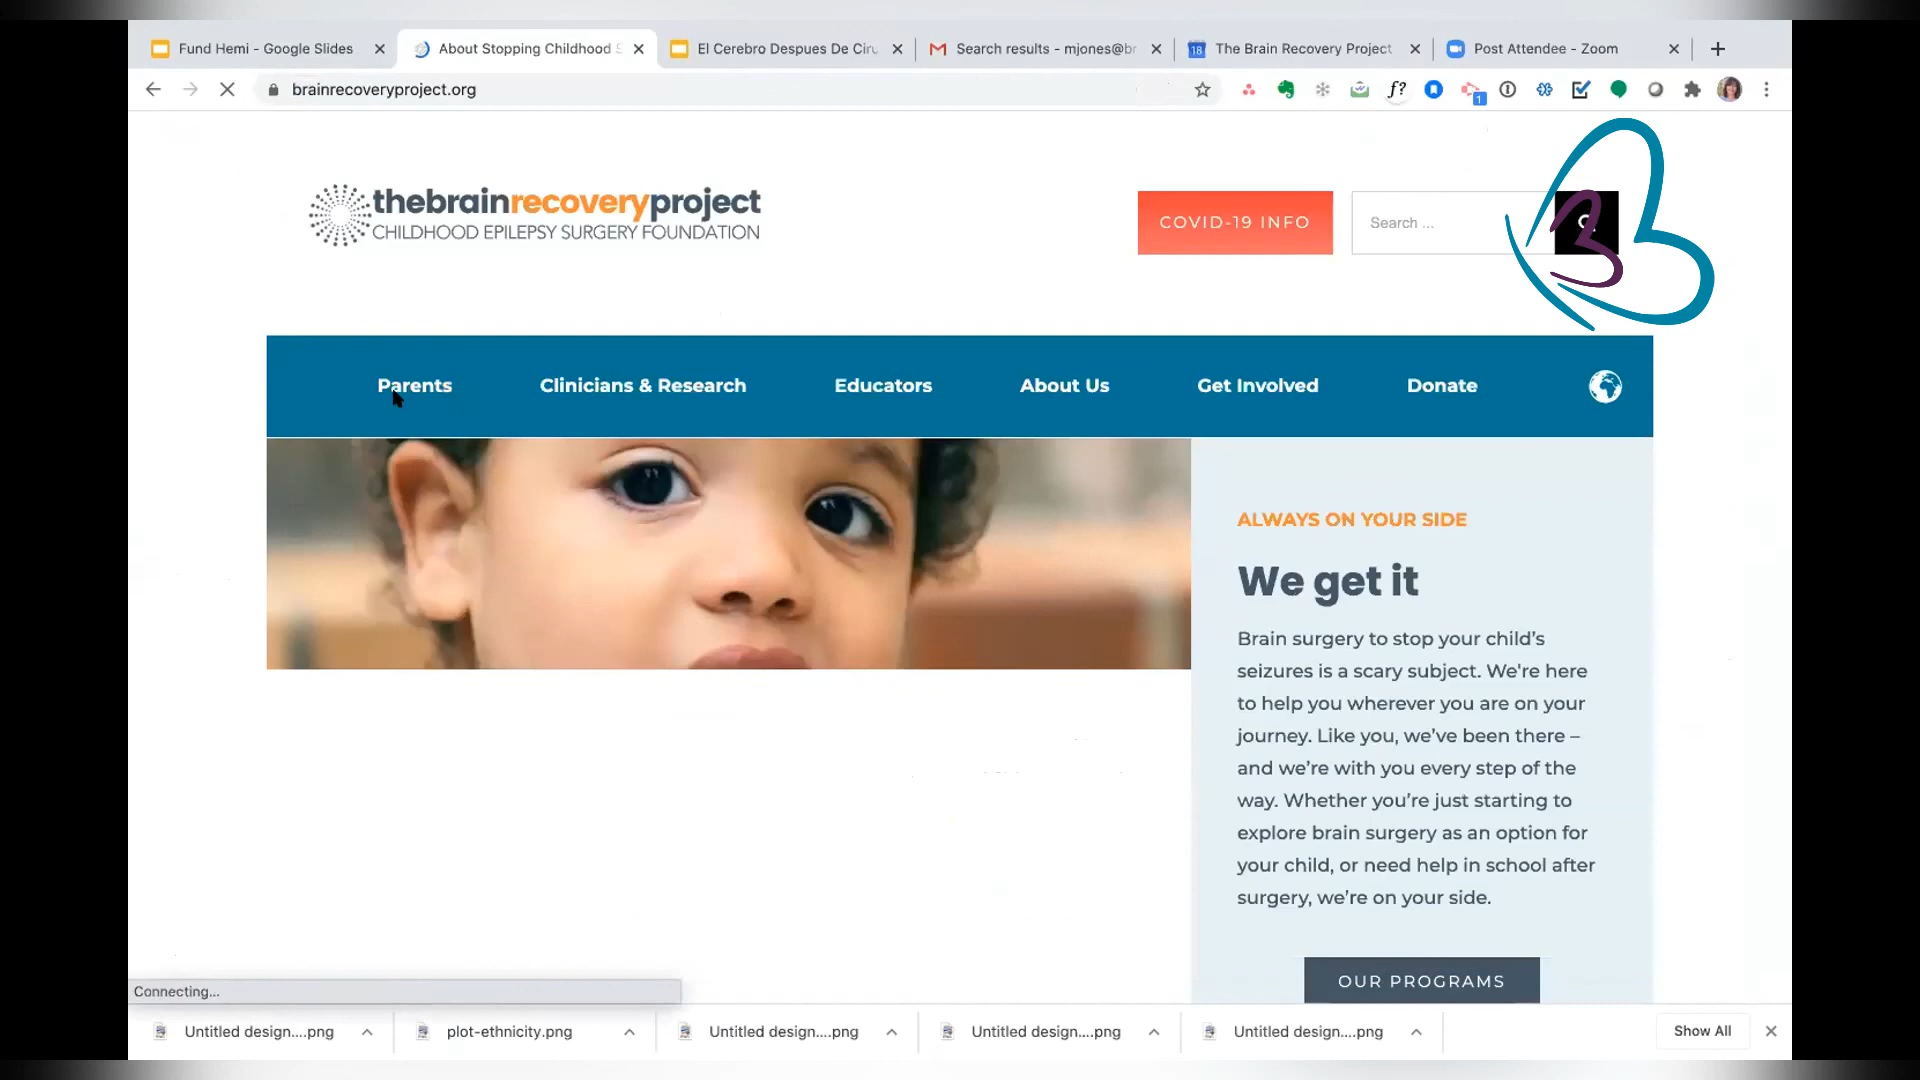 Fund Hemi - Google Slides
About Stopping Childhood S
El Cerebro Despues De Ciru
Search results - mjones@br
18
The Brain Recovery Project
Post Attendee - Zoom
brainrecoveryproject.org
f?
1
thebrainrecoveryproject
CHILDHOOD EPILEPSY SURGERY FOUNDATION
COVID-19 INFO
Search ...
Parents
Clinicians & Research
Educators
About Us
Get Involved
Donate
ALWAYS ON YOUR SIDE
We get it
Brain surgery to stop your child’s
seizures is a scary subject. We're here
to help you wherever you are on your
journey. Like you, we’ve been there –
and we’re with you every step of the
way. Whether you’re just starting to
explore brain surgery as an option for
your child, or need help in school after
surgery, we’re on your side.
OUR PROGRAMS
Connecting...
Untitled design....png
plot-ethnicity.png
Untitled design....png
Untitled design....png
Untitled design....png
Show All